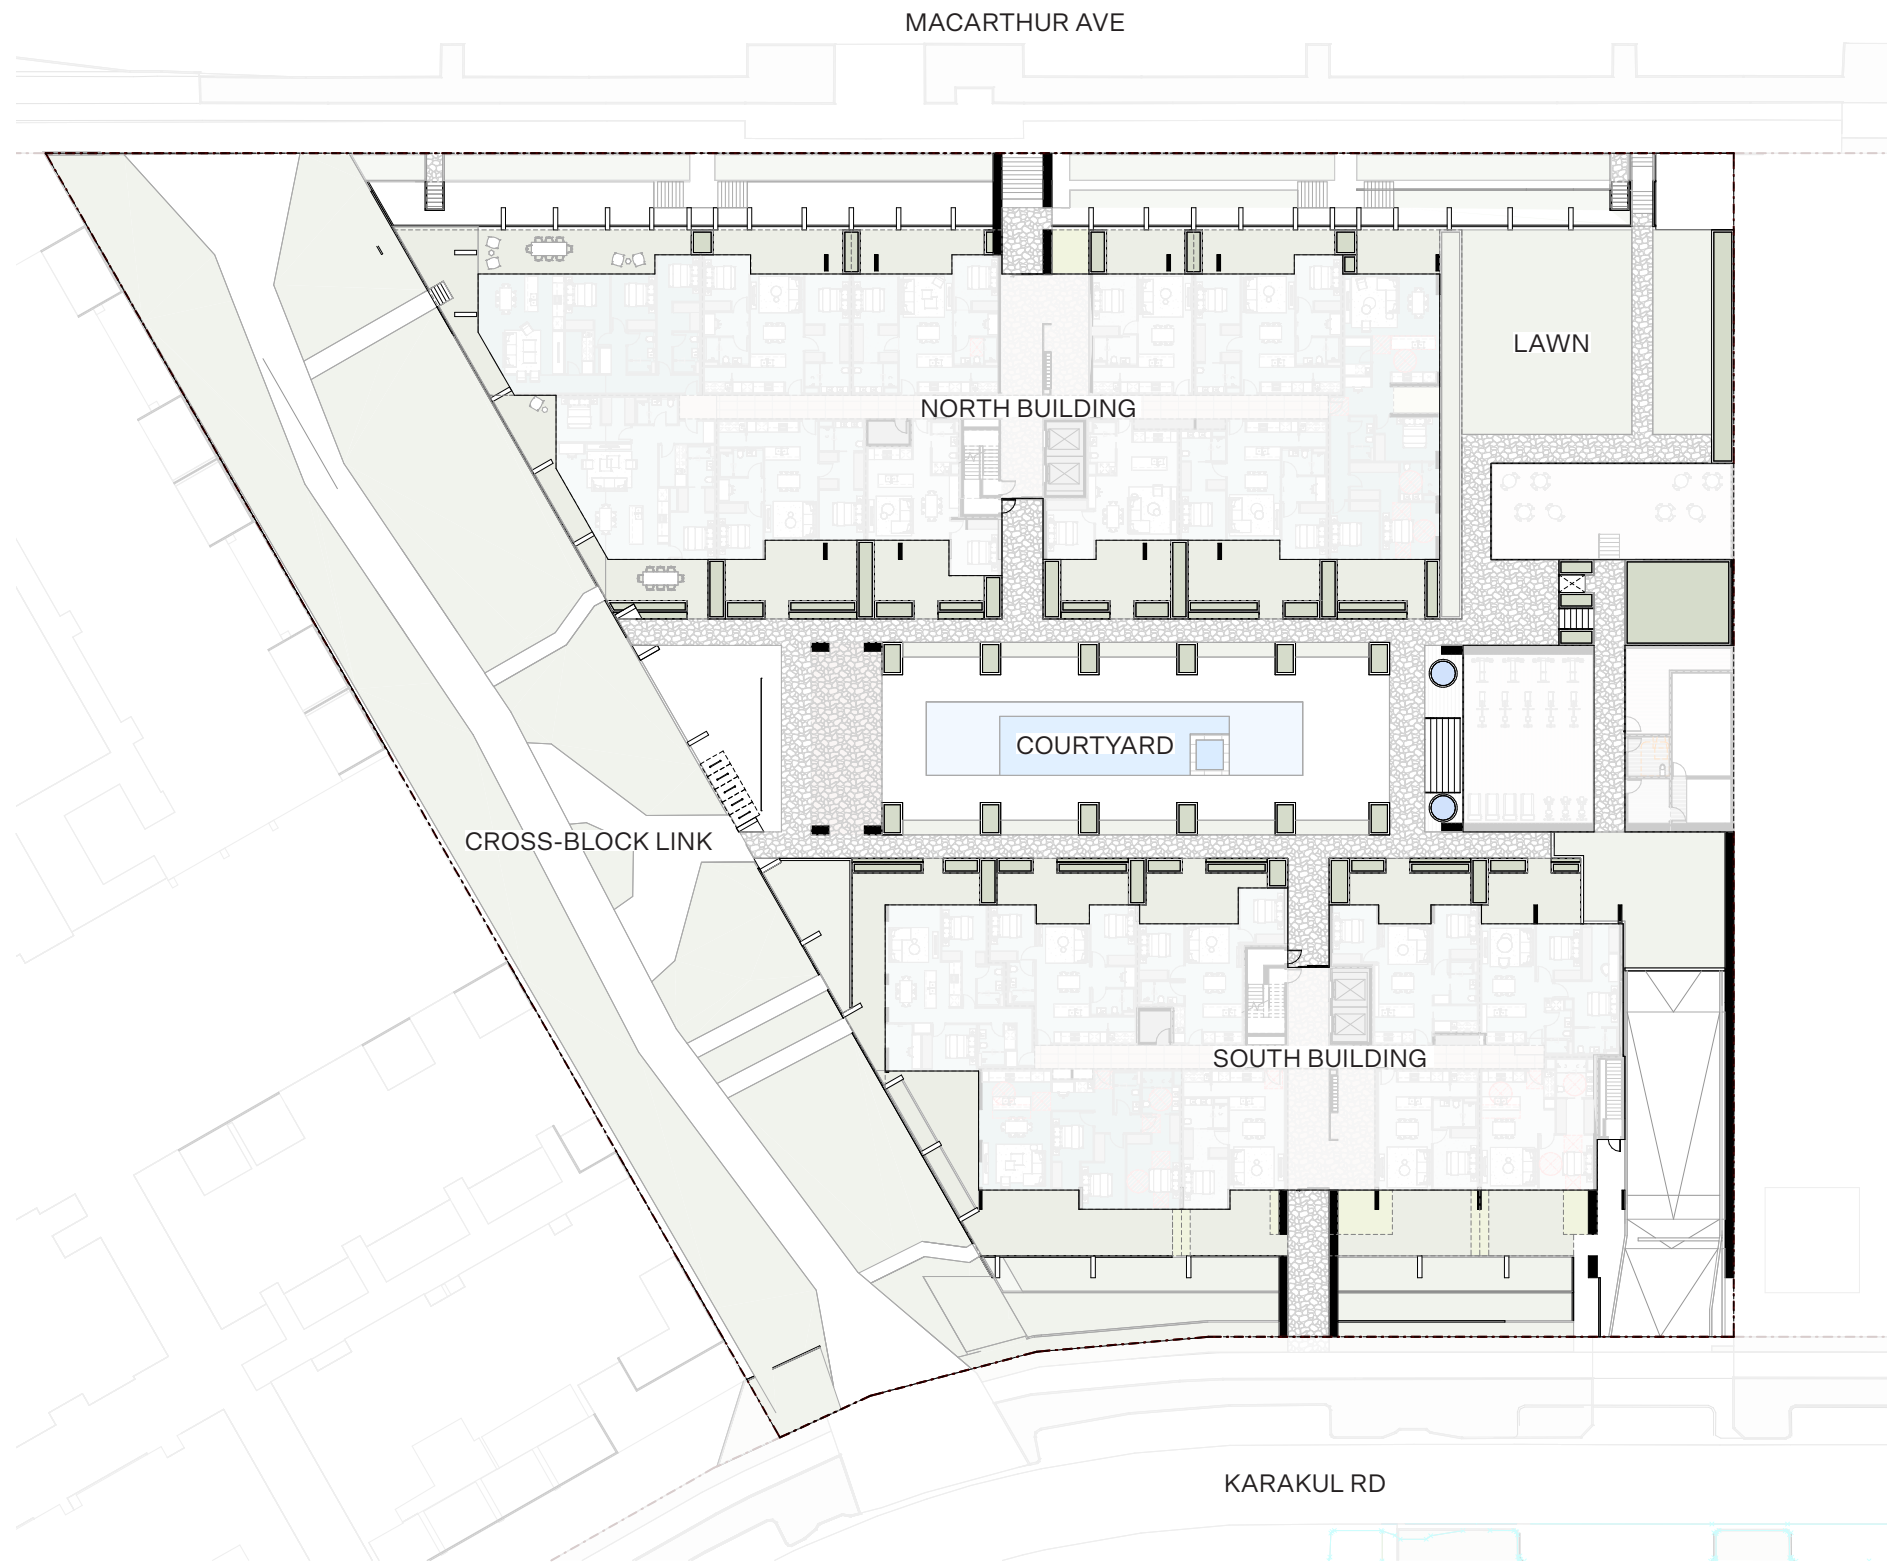 MACARTHUR AVE
LAWN
NORTH BUILDING
COURTYARD
CROSS-BLOCK LINK
SOUTH BUILDING
KARAKUL RD